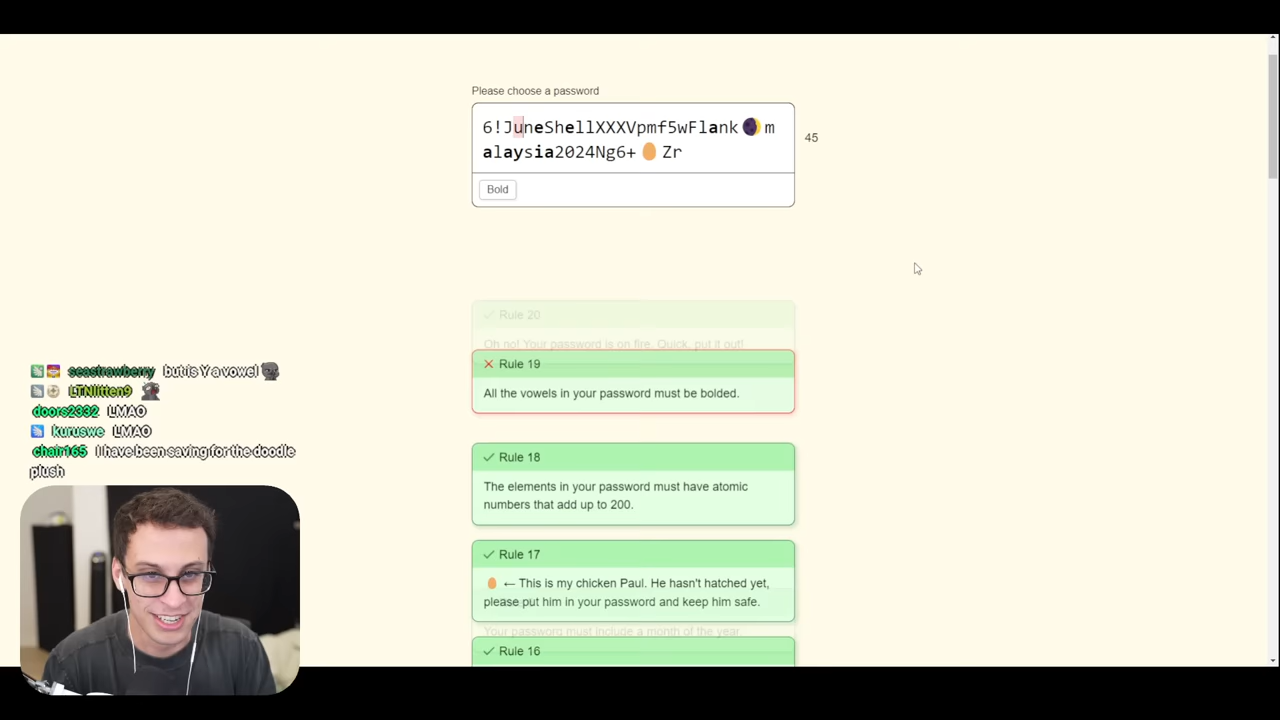 Please choose a password
6!JuneShellXXXVpmf5wFlank🌒m
alaysia2024Ng6+🥚Zr
45
Bold
Rule 20
Oh no! Your password is on fire. Quick, put it out!
Rule 19
All the vowels in your password must be bolded.
Rule 18
The elements in your password must have atomic
numbers that add up to 200.
Rule 17
🥚 ← This is my chicken Paul. He hasn't hatched yet,
please put him in your password and keep him safe.
Your password must include a month of the year.
Rule 16
seastrawberry but is Y a vowel
LTNlitten9
doors2332 LMAO
kuruswe LMAO
chair165 I have been saving for the doodle
plush